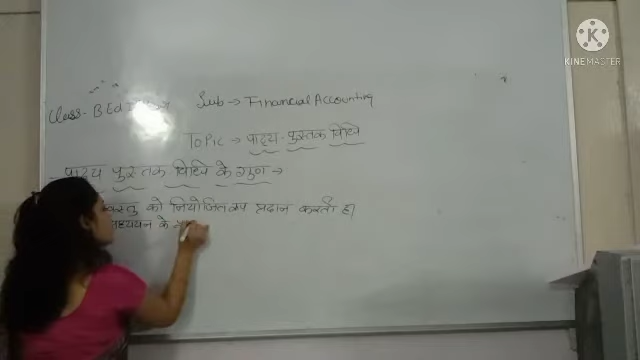 Class- B.Ed Sub → Financial Accounting
Topic → पाठ्य-पुस्तक विधि
पाठ्य पुस्तक विधि के गुण →
वस्तु को नियोजित रूप प्रदान करती है।
अध्ययन के
K
KINEMASTER